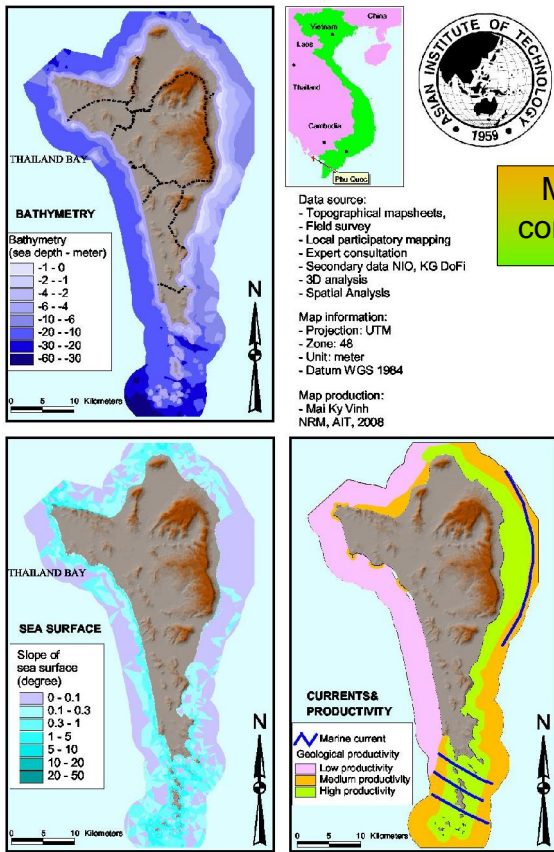 THAILAND BAY
BATHYMETRY
Bathymetry
(sea depth - meter)
-1 - 0
-2 - -1
-4 - -2
-6 - -4
-10 - -6
-20 - -10
-30 - -20
-60 - -30
N
0 5 10 Kilometers
China
Vietnam
Laos
Thailand
Cambodia
Phu Quoc
ASIAN INSTITUTE OF TECHNOLOGY
1959
M
con
Data source:
- Topographical mapsheets,
- Field survey
- Local participatory mapping
- Expert consultation
- Secondary data NIO, KG DoFi
- 3D analysis
- Spatial Analysis
Map information:
- Projection: UTM
- Zone: 48
- Unit: meter
- Datum WGS 1984
Map production:
- Mai Ky Vinh
NRM, AIT, 2008
THAILAND BAY
SEA SURFACE
Slope of
sea surface
(degree)
0 - 0.1
0.1 - 0.3
0.3 - 1
1 - 5
5 - 10
10 - 20
20 - 50
N
0 5 10 Kilometers
CURRENTS&
PRODUCTIVITY
Marine current
Geological productivity
Low productivity
Medium productivity
High productivity
N
0 5 10 Kilometers